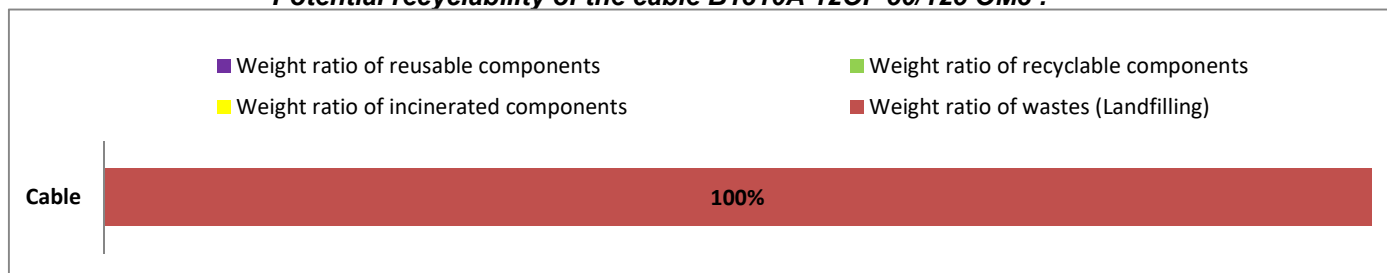 Potential recyclability of the cable
Weight ratio of reusable components
Weight ratio of recyclable components
Weight ratio of incinerated components
Weight ratio of wastes (Landfilling)
Cable
100%